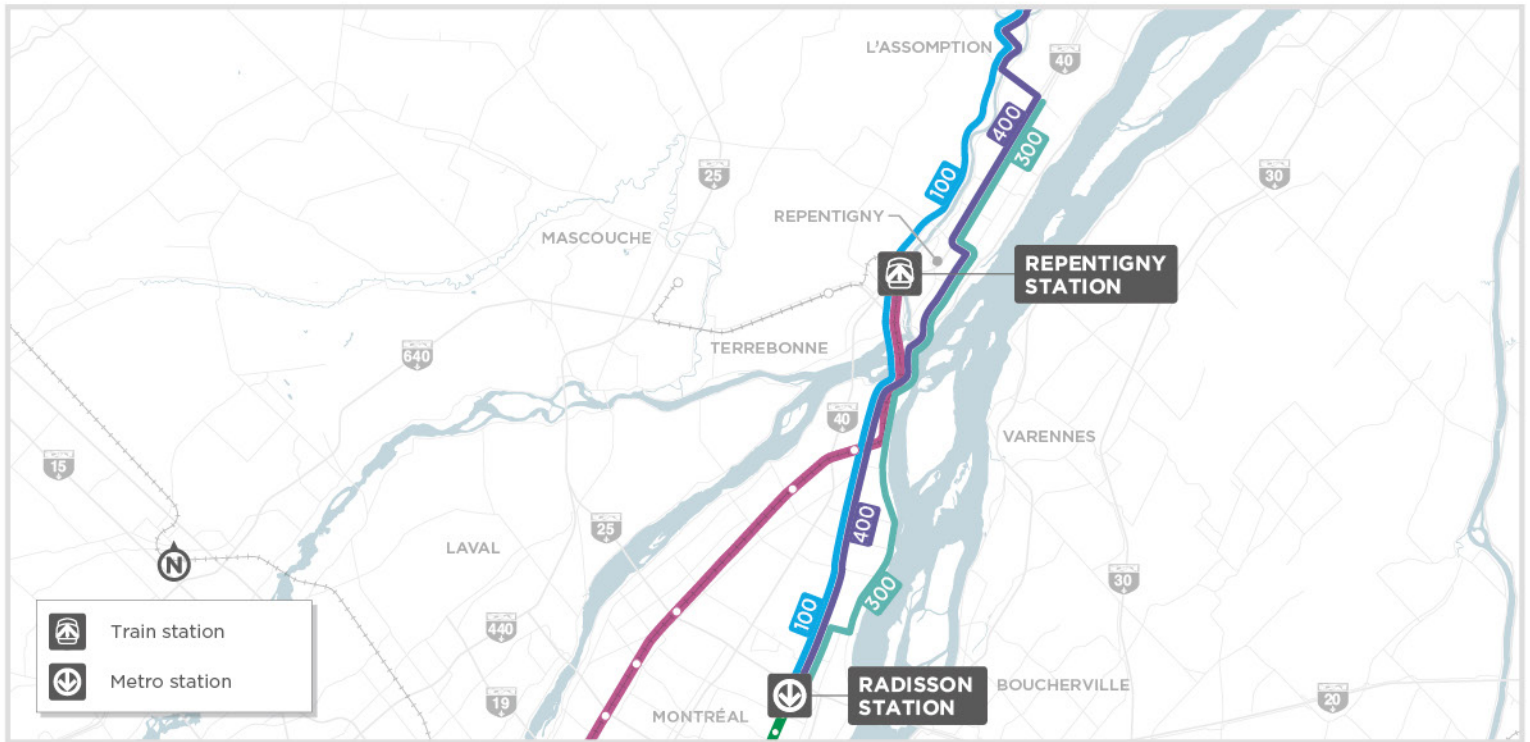 L'ASSOMPTION
40
400
300
100
25
30
REPENTIGNY
MASCOUCHE
REPENTIGNY
STATION
TERREBONNE
640
40
VARENNES
15
400
25
LAVAL
N
30
300
100
440
Train station
Metro station
RADISSON
STATION
BOUCHERVILLE
19
MONTRÉAL
20